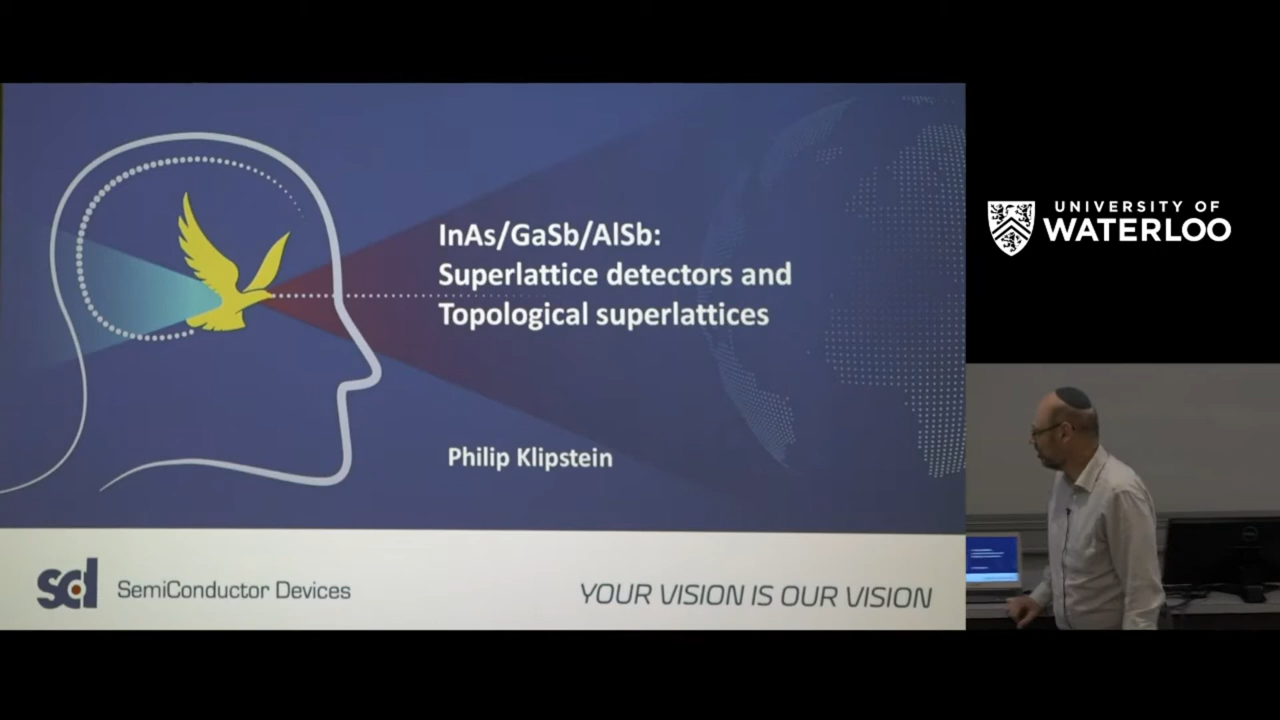 InAs/GaSb/AlSb:
Superlattice detectors and
Topological superlattices
Philip Klipstein
scd SemiConductor Devices
YOUR VISION IS OUR VISION
UNIVERSITY OF
WATERLOO